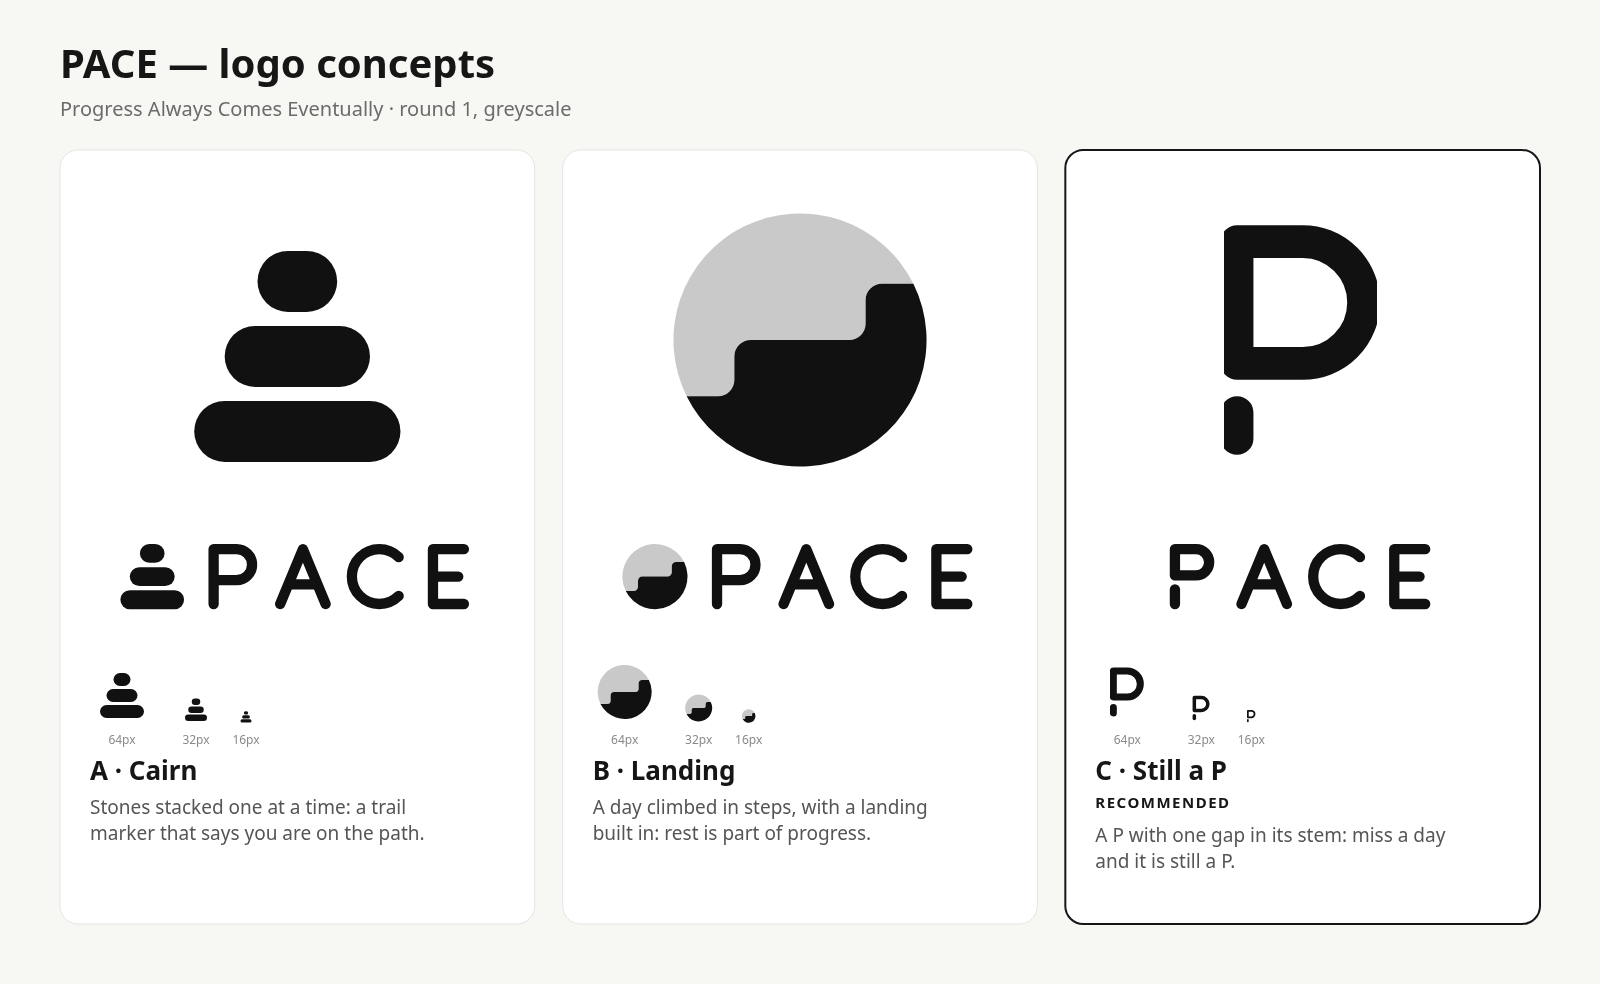 PACE — logo concepts
Progress Always Comes Eventually · round 1, greyscale
P
PACE
PACE
PACE
P
P
P
64px
32px
16px
64px
32px
16px
64px
32px
16px
A · Cairn
Stones stacked one at a time: a trail
marker that says you are on the path.
B · Landing
A day climbed in steps, with a landing
built in: rest is part of progress.
C · Still a P
RECOMMENDED
A P with one gap in its stem: miss a day
and it is still a P.